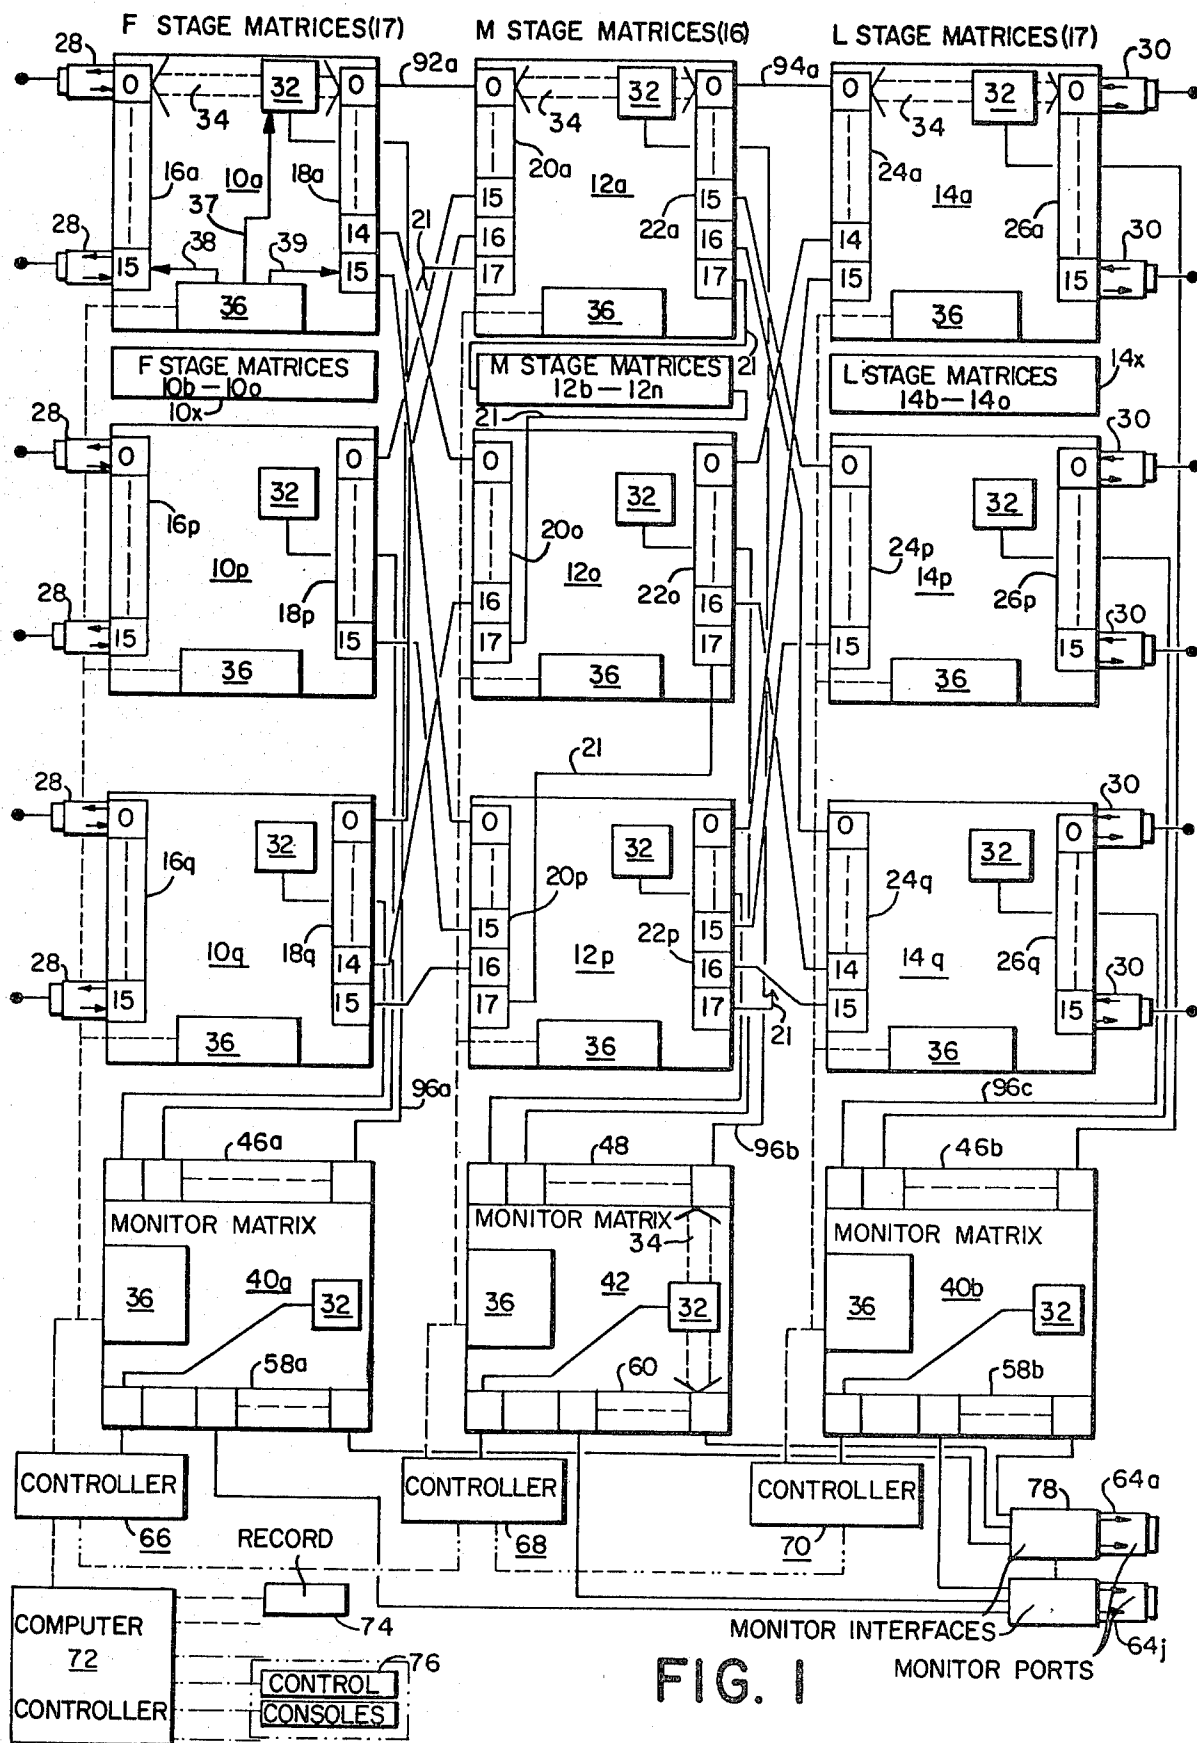 F STAGE MATRICES(17) M STAGE MATRICES(16) L STAGE MATRICES(17)
28 92a 94a 30
0 32 0 0 32 0 0 32 0
34 34 34
16a 10a 18a 20a 12a 22a 24a 14a 26a
37 15 15
28 14 21 16 16 14 30
38 39
15 15 17 17 15 15
36 36 36
21
F STAGE MATRICES M STAGE MATRICES L STAGE MATRICES 14x
10b—10o 12b—12n 14b—14o
10x 21
28 30
0 0 0 0 0 0
32 32 32
16p 20o 24p
10p 12o 14p
18p 22o 26p
28 16 16 30
15 15 17 17 15 15
36 36 36
21
28 30
0 0 0 0 0 0
32 32 32
16q 20p 24q
15 15
10q 18q 12p 22p 14q 26q
28 14 16 16 14 30
15 15 17 17 15 15
21
36 36 36
96a 96b 96c
46a 48 46b
MONITOR MATRIX MONITOR MATRIX MONITOR MATRIX
34
36 40a 32 36 42 32 36 40b 32
58a 60 58b
CONTROLLER CONTROLLER CONTROLLER
66 68 70
78 64a
RECORD
74
COMPUTER
72
CONTROLLER
76
CONTROL
CONSOLES
MONITOR INTERFACES
64j
MONITOR PORTS
FIG. 1